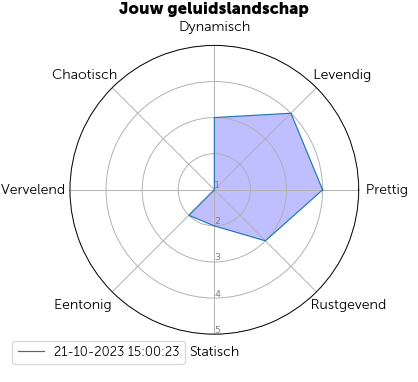 Jouw geluidslandschap
Dynamisch
Chaotisch
Levendig
Vervelend
1
Prettig
2
3
4
Eentonig
Rustgevend
5
21-10-2023 15:00:23
Statisch